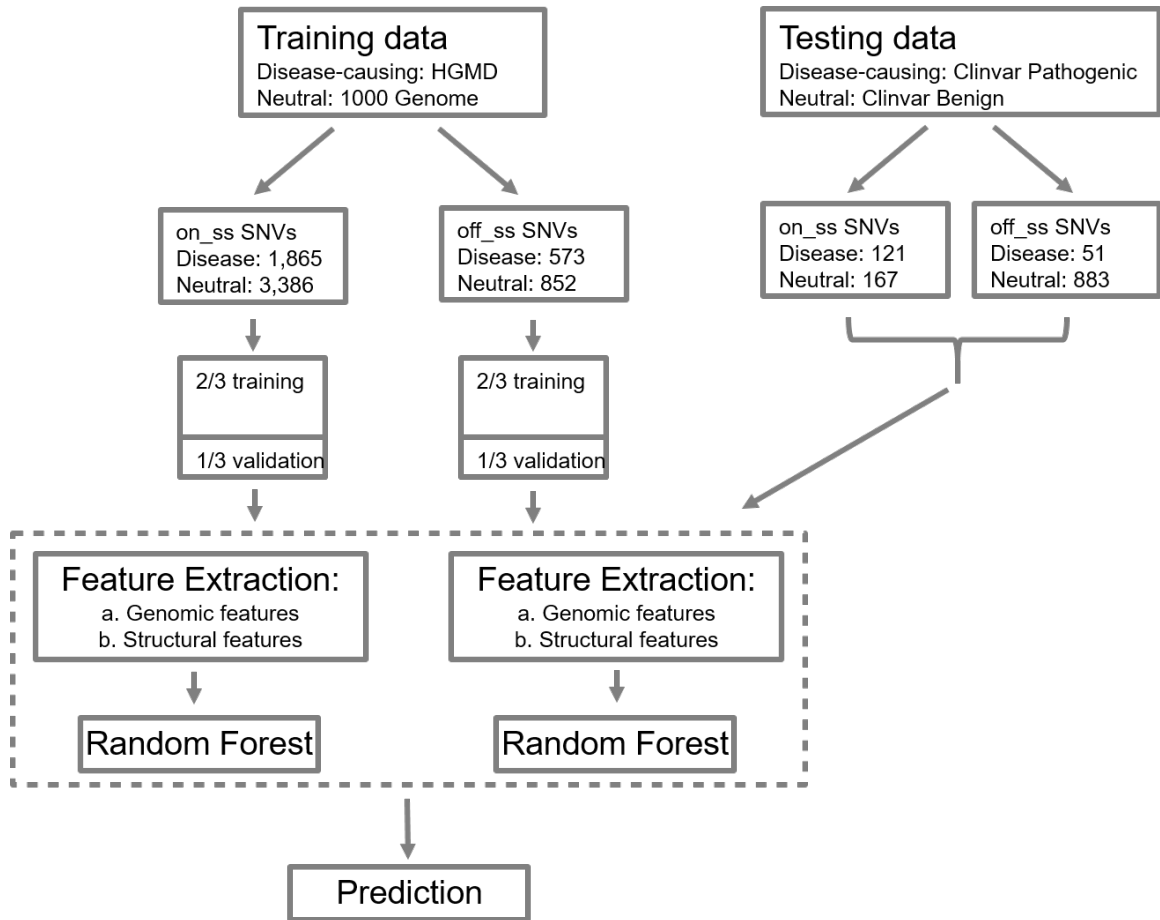 Training data
Disease-causing: HGMD
Neutral: 1000 Genome
Testing data
Disease-causing: Clinvar Pathogenic
Neutral: Clinvar Benign
on_ss SNVs
Disease: 1,865
Neutral: 3,386
off_ss SNVs
Disease: 573
Neutral: 852
on_ss SNVs
Disease: 121
Neutral: 167
off_ss SNVs
Disease: 51
Neutral: 883
2/3 training
1/3 validation
2/3 training
1/3 validation
Feature Extraction:
a. Genomic features
b. Structural features
Feature Extraction:
a. Genomic features
b. Structural features
Random Forest
Random Forest
Prediction